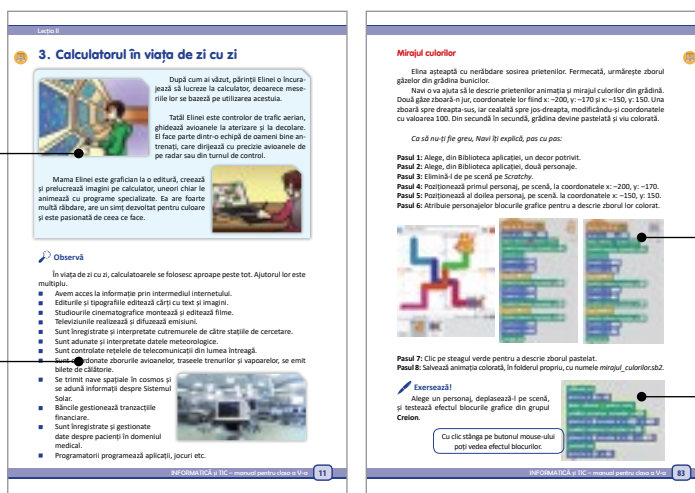 Lecția II
3. Calculatorul în viața de zi cu zi
După cum ai văzut, părinții Elinei o încura-
jează să lucreze la calculator, deoarece mese-
riile lor se bazează pe utilizarea acestuia.
Tatăl Elinei este controlor de trafic aerian,
ghidează avioanele la aterizare și la decolare.
El face parte dintr-o echipă de oameni bine an-
trenați, care dirijează cu precizie avioanele de
pe radar sau din turnul de control.
Mama Elinei este grafician la o editură, creează
și prelucrează imagini pe calculator, uneori chiar le
animează cu programe specializate. Ea are foarte
multă răbdare, are un simț dezvoltat pentru culoare
și este pasionată de ceea ce face.
Observă
În viața de zi cu zi, calculatoarele se folosesc aproape peste tot. Ajutorul lor este
multiplu.
Avem acces la informație prin intermediul internetului.
Editurile și tipografiile editează cărți cu text și imagini.
Studiourile cinematografice montează și editează filme.
Televiziunile realizează și difuzează emisiuni.
Sunt înregistrate și interpretate cutremurele de către stațiile de cercetare.
Sunt adunate și interpretate datele meteorologice.
Sunt controlate rețelele de telecomunicații din lumea întreagă.
Sunt coordonate zborurile avioanelor, traseele trenurilor și vapoarelor, se emit
bilete de călătorie.
Se trimit nave spațiale în cosmos și
se adună informații despre Sistemul
Solar.
Băncile gestionează tranzacțiile
financiare.
Sunt înregistrate și gestionate
date despre pacienți în domeniul
medical.
Programatorii programează aplicații, jocuri etc.
INFORMATICĂ și TIC – manual pentru clasa a V-a 11
Mirajul culorilor
Elina așteaptă cu nerăbdare sosirea prietenilor. Fermecată, urmărește zborul
gâzelor din grădina bunicilor.
Navi o va ajuta să le descrie prietenilor animația și mirajul culorilor din grădină.
Două gâze zboară-n jur, coordonatele lor fiind x: –200, y: –170 și x: –150, y: 150. Una
zboară spre dreapta-sus, iar cealaltă spre jos-dreapta, modificându-și coordonatele
cu valoarea 100. Din secundă în secundă, grădina devine pastelată și viu colorată.
Ca să nu-ți fie greu, Navi îți explică, pas cu pas:
Pasul 1: Alege, din Biblioteca aplicației, un decor potrivit.
Pasul 2: Alege, din Biblioteca aplicației, două personaje.
Pasul 3: Elimină-l de pe scenă pe Scratchy.
Pasul 4: Poziționează primul personaj, pe scenă, la coordonatele x: –200, y: –170.
Pasul 5: Poziționează al doilea personaj, pe scenă. la coordonatele x: –150, y: 150.
Pasul 6: Atribuie personajelor blocurile grafice pentru a descrie zborul lor colorat.
Pasul 7: Clic pe steagul verde pentru a descrie zborul pastelat.
Pasul 8: Salvează animația colorată, în folderul propriu, cu numele mirajul_culorilor.sb2.
Exersează!
Alege un personaj, deplasează-l pe scenă,
și testează efectul blocurile grafice din grupul
Creion.
Cu clic stânga pe butonul mouse-ului
poți vedea efectul blocurilor.
INFORMATICĂ și TIC – manual pentru clasa a V-a 83